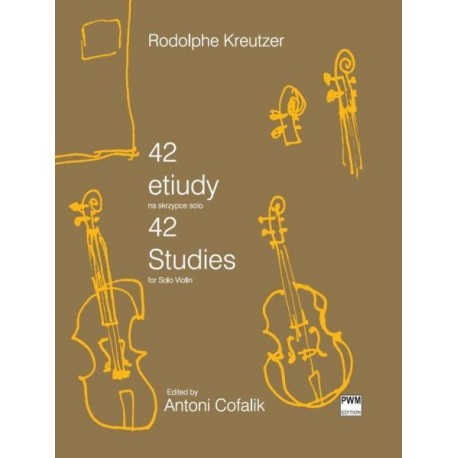 Rodolphe Kreutzer
42
etiudy
na skrzypce solo
42
Studies
for Solo Violin
Edited by
Antoni Cofalik
PWM
EDITION